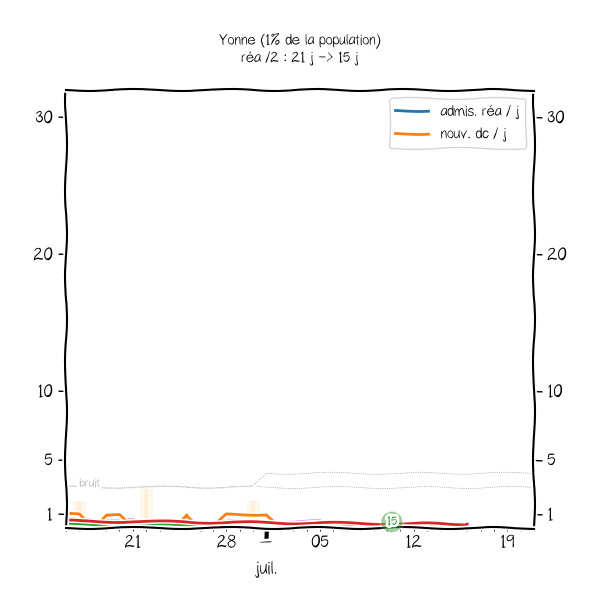 Yonne (1% de la population)
réa /2 : 21 j -> 15 j
admis. réa / j
nouv. dc / j
30
30
20
20
10
10
5
5
bruit
1
1
15
21
28
05
12
19
juil.